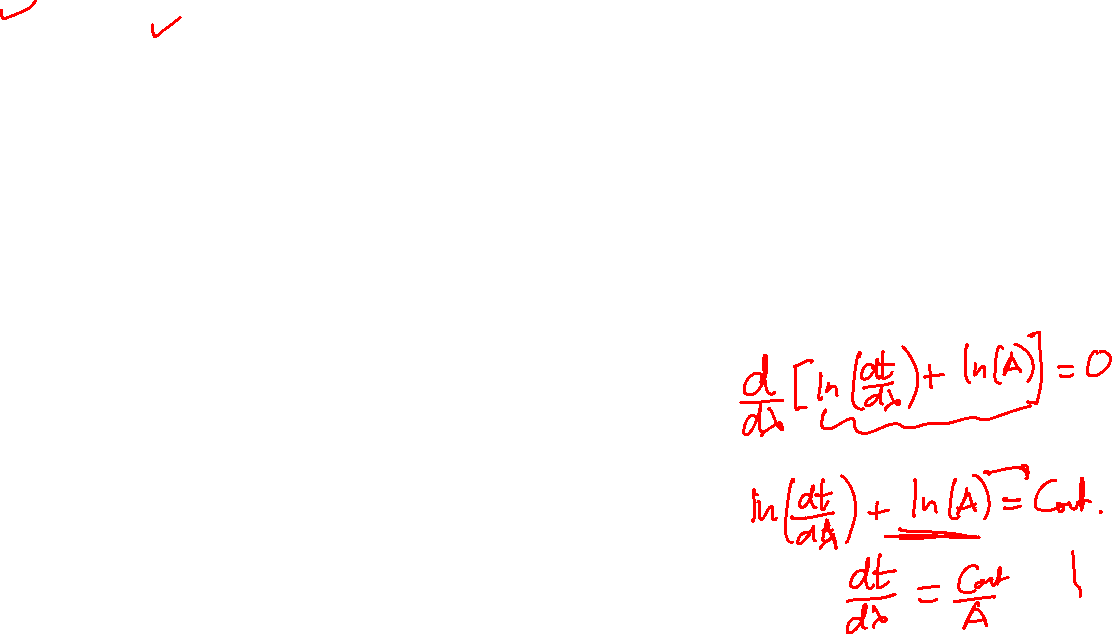 d/dλ [ln(dt/dλ) + ln(A)] = 0
ln(dt/dA) + ln(A) = Const.
dt/dλ = Const/A